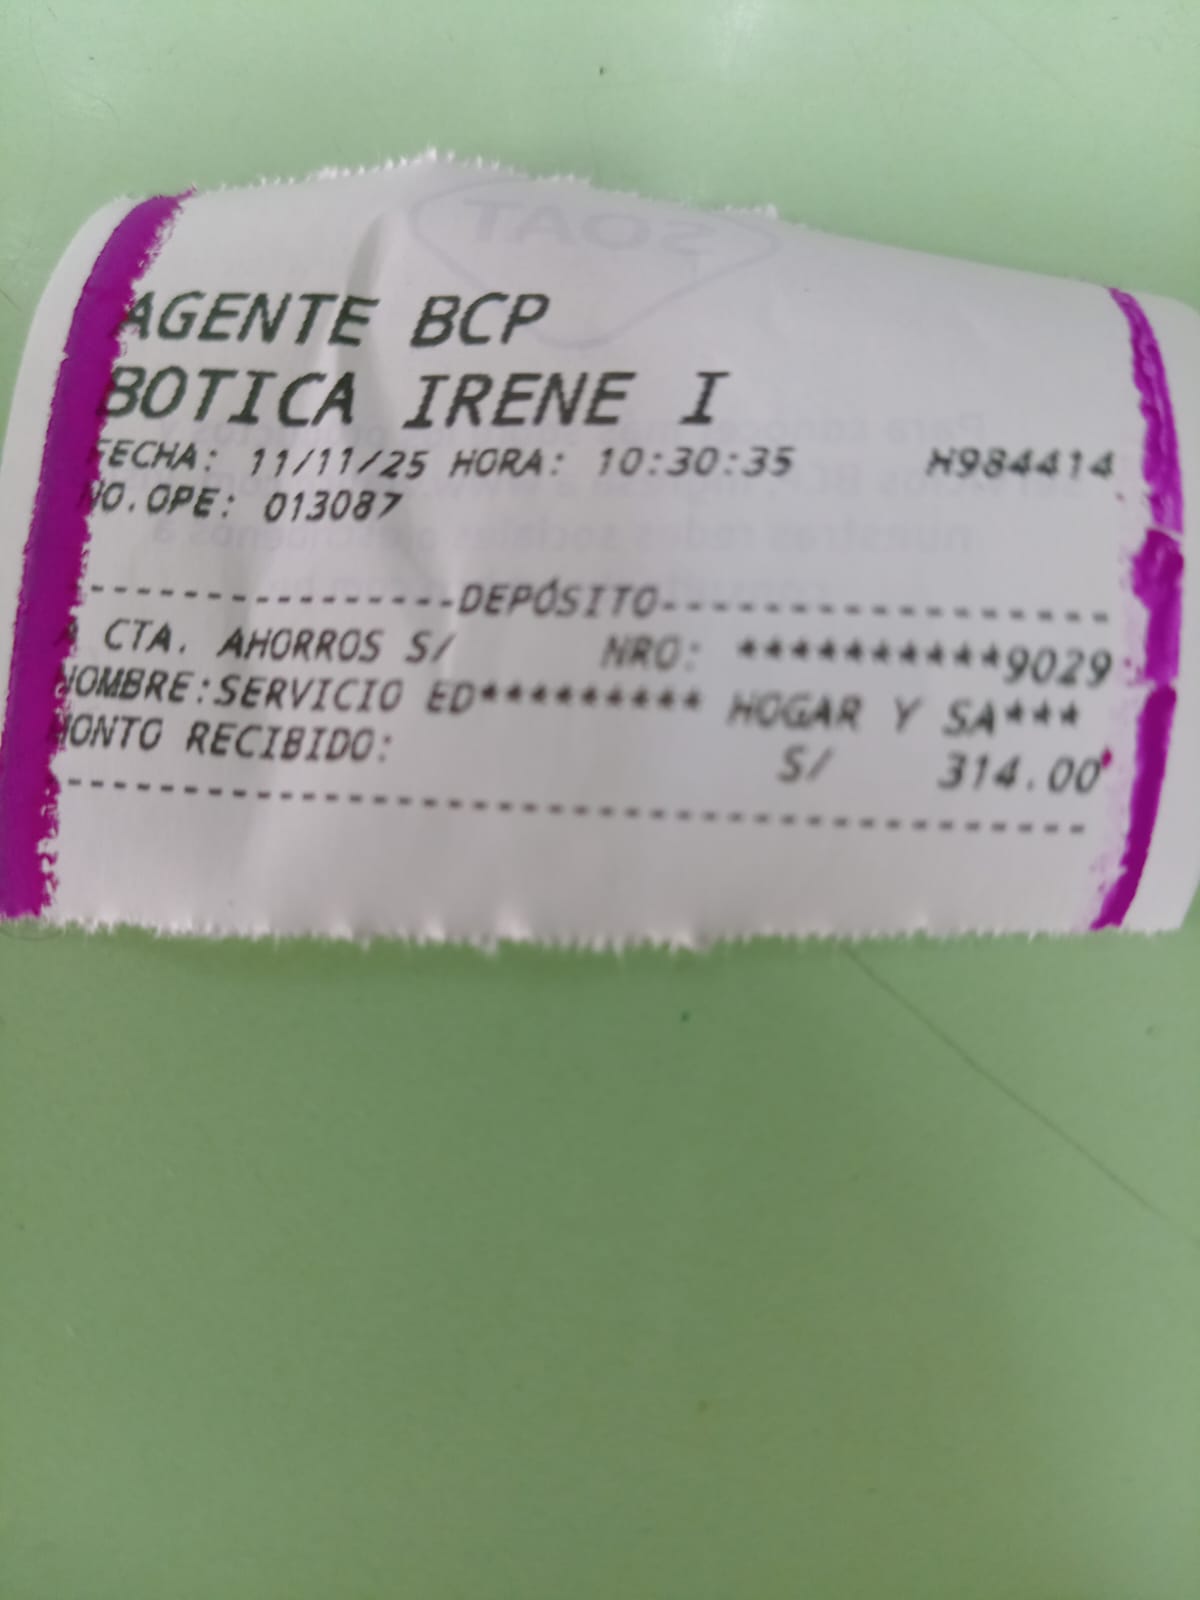 AGENTE BCP
BOTICA IRENE I
FECHA: 11/11/25 HORA: 10:30:35 H984414
NO.OPE: 013087
----------------DEPÓSITO------------------
A CTA. AHORROS S/ NRO: **********9029
NOMBRE:SERVICIO ED********* HOGAR Y SA***
MONTO RECIBIDO: S/ 314.00
------------------------------------------
SOAT